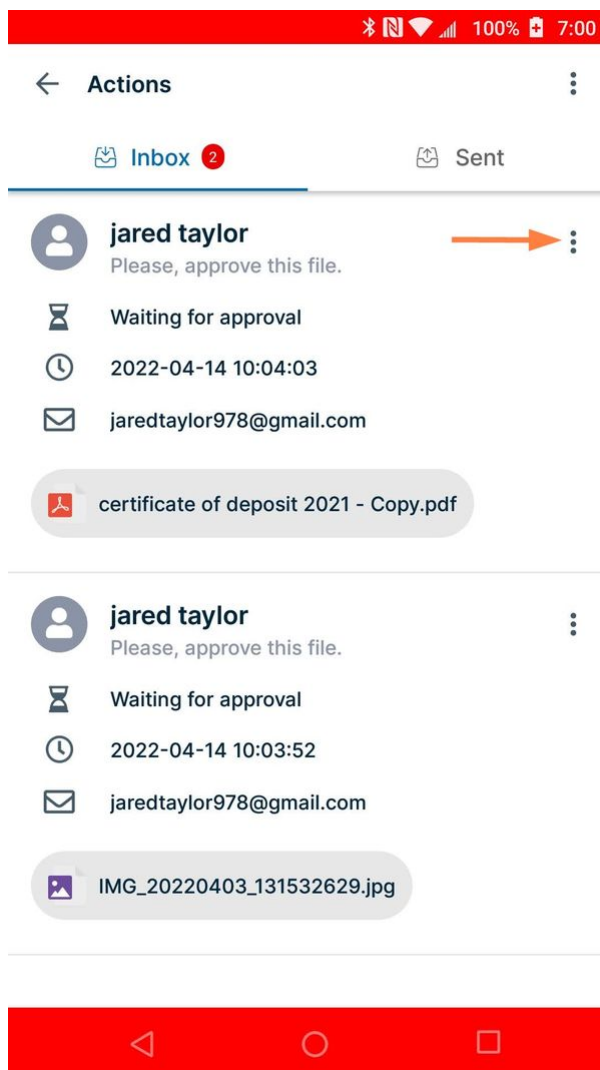 100% 7:00
Actions
Inbox 2 Sent
jared taylor
Please, approve this file.
Waiting for approval
2022-04-14 10:04:03
jaredtaylor978@gmail.com
certificate of deposit 2021 - Copy.pdf
jared taylor
Please, approve this file.
Waiting for approval
2022-04-14 10:03:52
jaredtaylor978@gmail.com
IMG_20220403_131532629.jpg